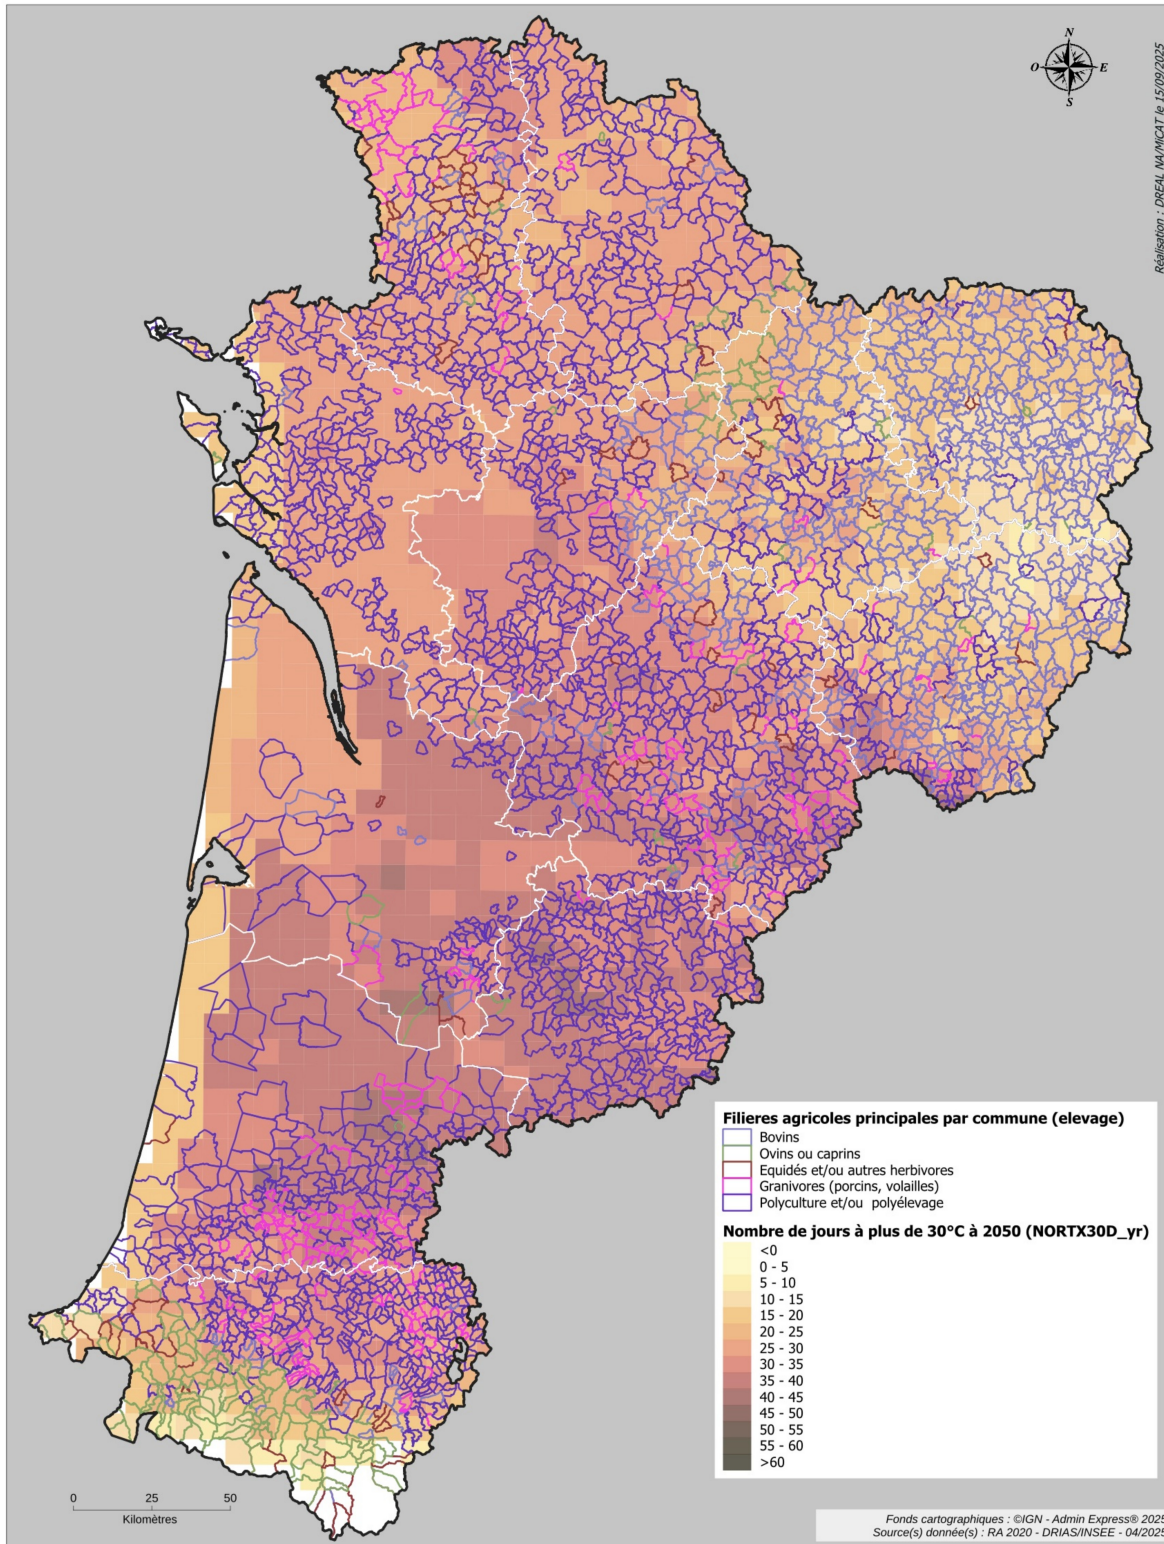 N
O
E
S
Réalisation : DREAL NA/MiCAT le 15/09/2025
Filieres agricoles principales par commune (elevage)
Bovins
Ovins ou caprins
Equidés et/ou autres herbivores
Granivores (porcins, volailles)
Polyculture et/ou polyélevage
Nombre de jours à plus de 30°C à 2050 (NORTX30D_yr)
<0
0 - 5
5 - 10
10 - 15
15 - 20
20 - 25
25 - 30
30 - 35
35 - 40
40 - 45
45 - 50
50 - 55
55 - 60
>60
0 25 50
Kilomètres
Fonds cartographiques : ©IGN - Admin Express® 2025
Source(s) donnée(s) : RA 2020 - DRIAS/INSEE - 04/2025